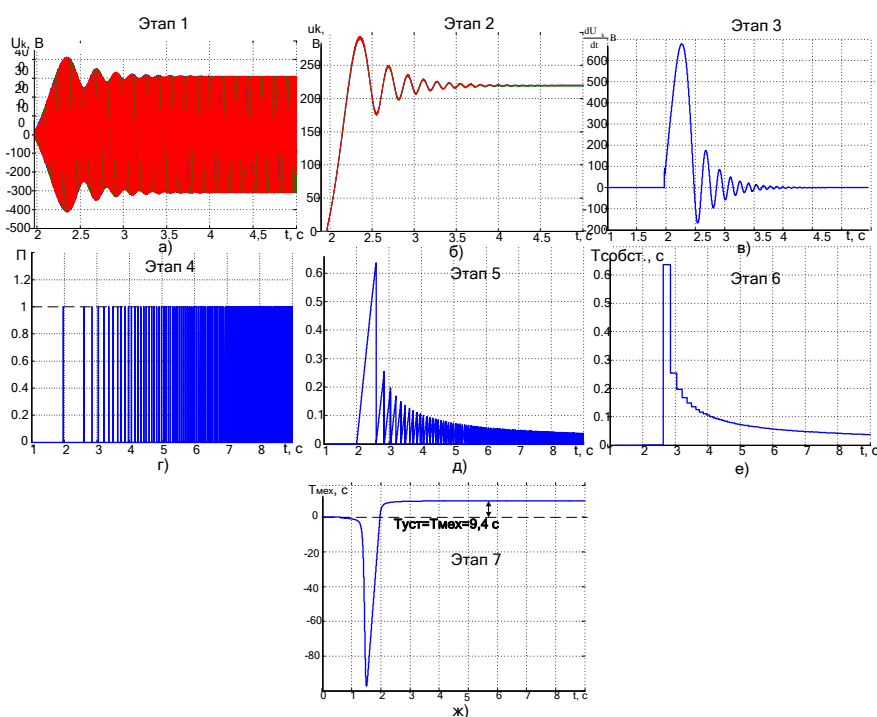 Этап 1
Uk, В
30
0
-100
-200
-300
-400
-500
2 2.5 3 3.5 4 4,5 t, с
а)
Этап 2
uk,
В
250
200
150
100
50
0
2 2.5 3 3.5 4 4.5 t, с
б)
Этап 3
dU k, В
dt
600
500
400
300
200
100
0
100
200
1 1.5 2 2.5 3 3.5 4 4.5 t, с
в)
Этап 4
П
1.2
1
0.8
0.6
0.4
0.2
0
1 2 3 4 5 6 7 8 t, с
г)
Этап 5
0.6
0.5
0.4
0.3
0.2
0.1
0
1 2 3 4 5 6 7 8 t, с
д)
Этап 6
Тсобст., с
0.6
0.5
0.4
0.3
0.2
0.1
0
1 2 3 4 5 6 7 8 t, с
е)
Тмех, с
0
-20
-40
-60
-80
Туст=Тмех=9,4 с
Этап 7
0 1 2 3 4 5 6 7 8 t, с
ж)